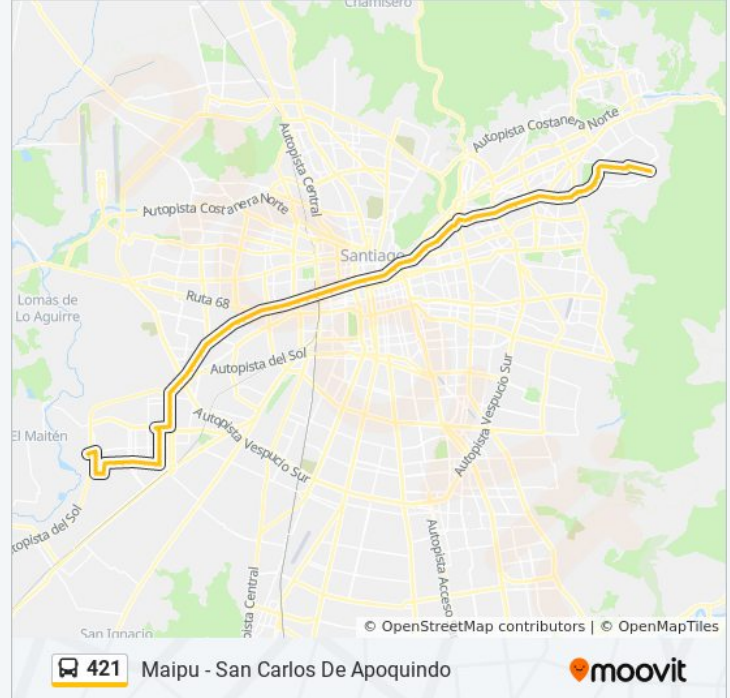 Chamisero
Autopista Costanera Norte
Autopista Central
Autopista Costanera Norte
Santiago
Lomas de
Lo Aguirre
Ruta 68
Autopista del Sol
Autopista Vespucio Sur
El Maitén
Autopista Vespucio Sur
topista del Sol
Autopista Acceso
pista Central
San Ignacio
© OpenStreetMap contributors | © OpenMapTiles
421 Maipu - San Carlos De Apoquindo
moovit